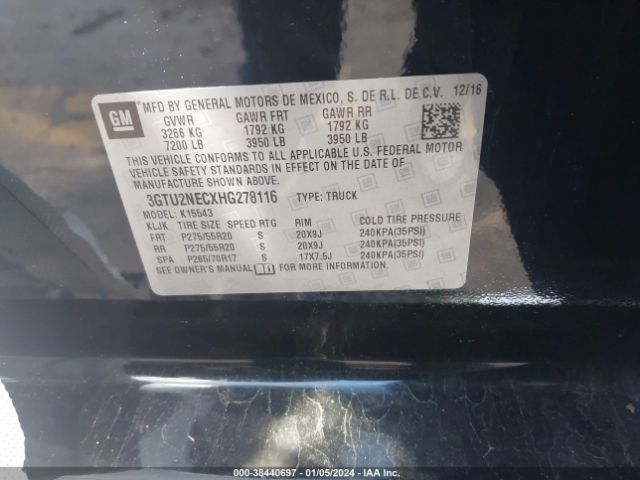 GM
MFD BY GENERAL MOTORS DE MEXICO, S. DE R.L. DE C.V. 12/16
GVWR GAWR FRT GAWR RR
3266 KG 1792 KG 1792 KG
7200 LB 3950 LB 3950 LB
THIS VEHICLE CONFORMS TO ALL APPLICABLE U.S. FEDERAL MOTOR
VEHICLE SAFETY STANDARDS IN EFFECT ON THE DATE OF
MANUFACTURE SHOWN ABOVE.
3GTU2NECXHG278116 TYPE: TRUCK
MODEL: K15543
KLJK TIRE SIZE SPEED RTG RIM COLD TIRE PRESSURE
FRT P275/55R20 S 20X9J 240KPA(35PSI)
RR P275/55R20 S 20X9J 240KPA(35PSI)
SPA P265/70R17 S 17X7.5J 240KPA(35PSI)
SEE OWNER'S MANUAL FOR MORE INFORMATION.
000-38440697 - 01/05/2024 - IAA Inc.